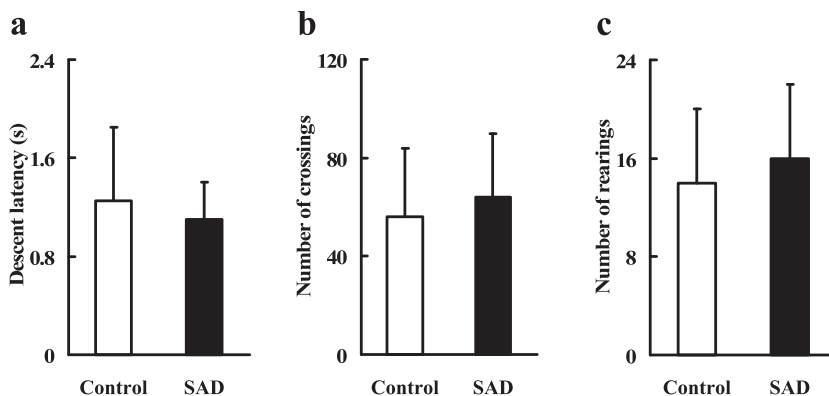 a
Descent latency (s)
2.4
1.6
0.8
0
Control SAD
b
Number of crossings
120
80
40
0
Control SAD
c
Number of rearings
24
16
8
0
Control SAD